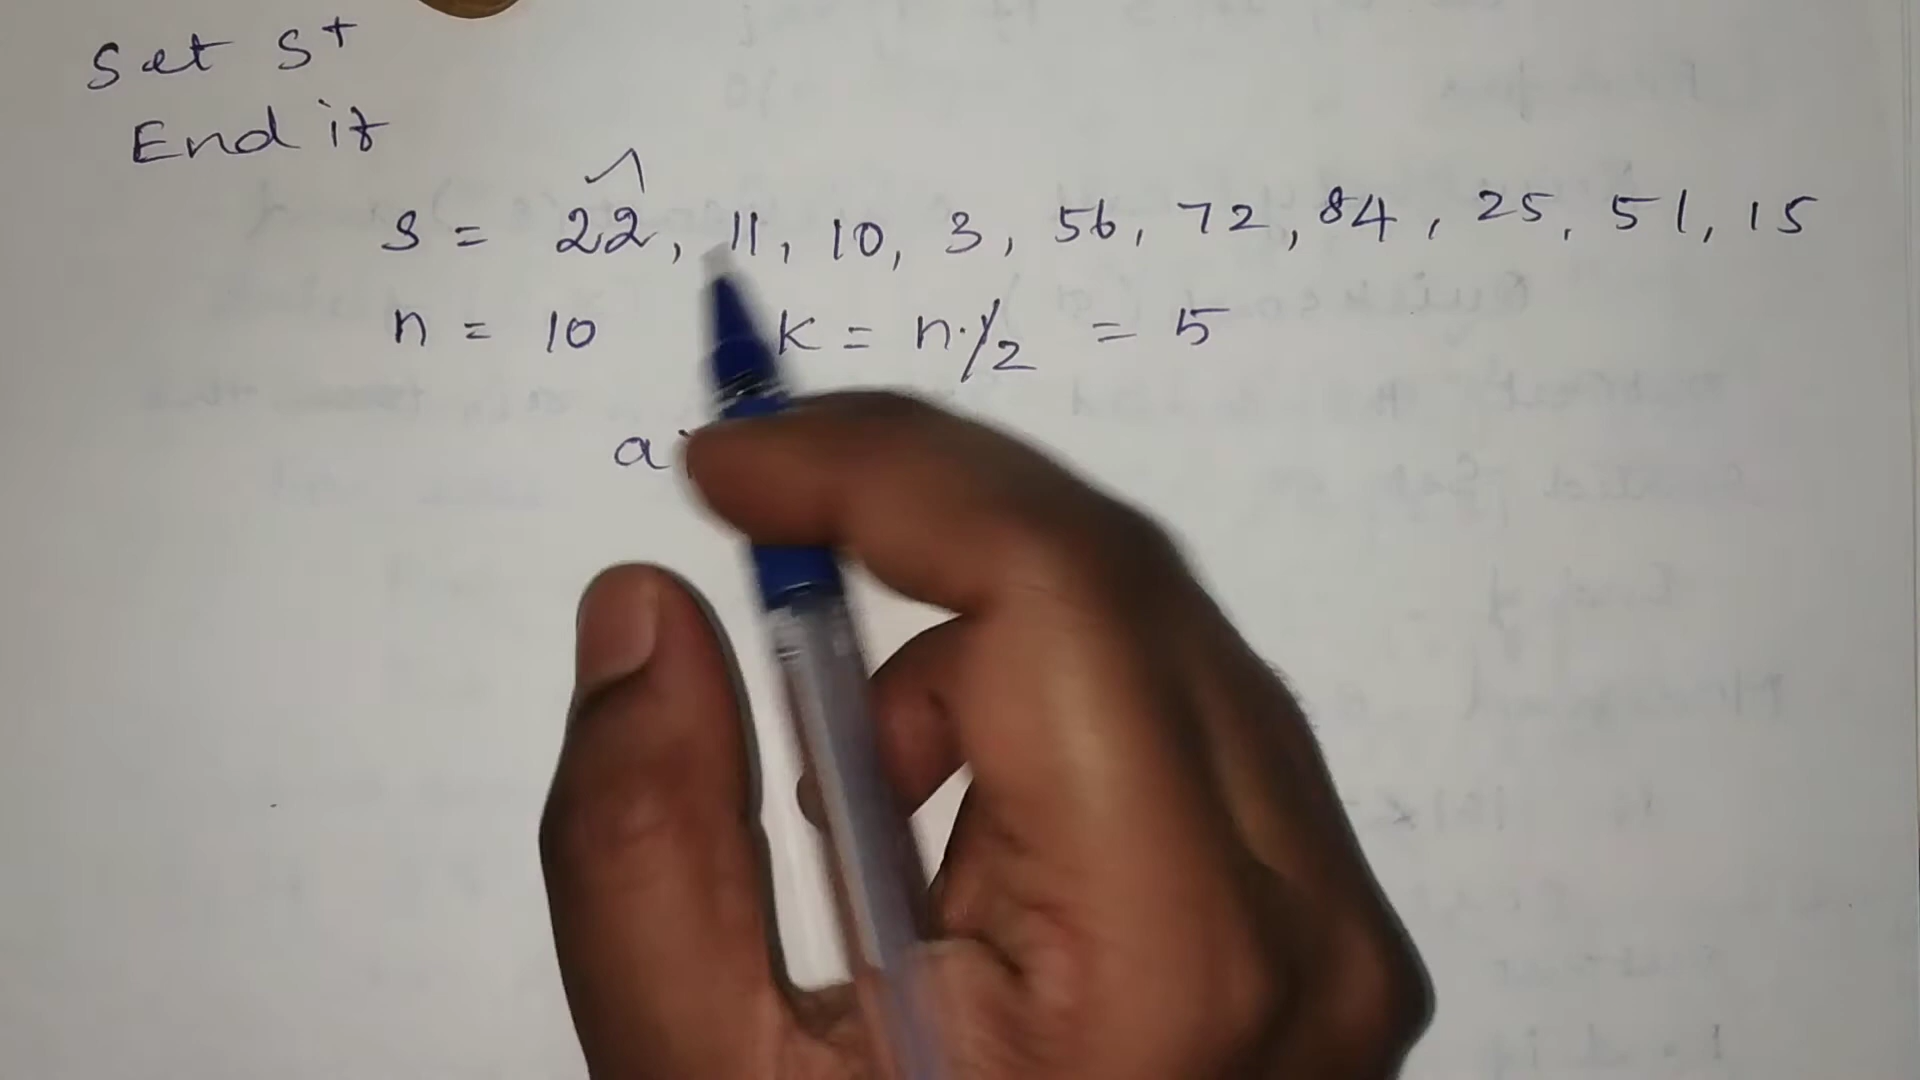 Set S+
End if
S = 22, 11, 10, 3, 56, 72, 84, 25, 51, 15
n = 10 K = n/2 = 5
a